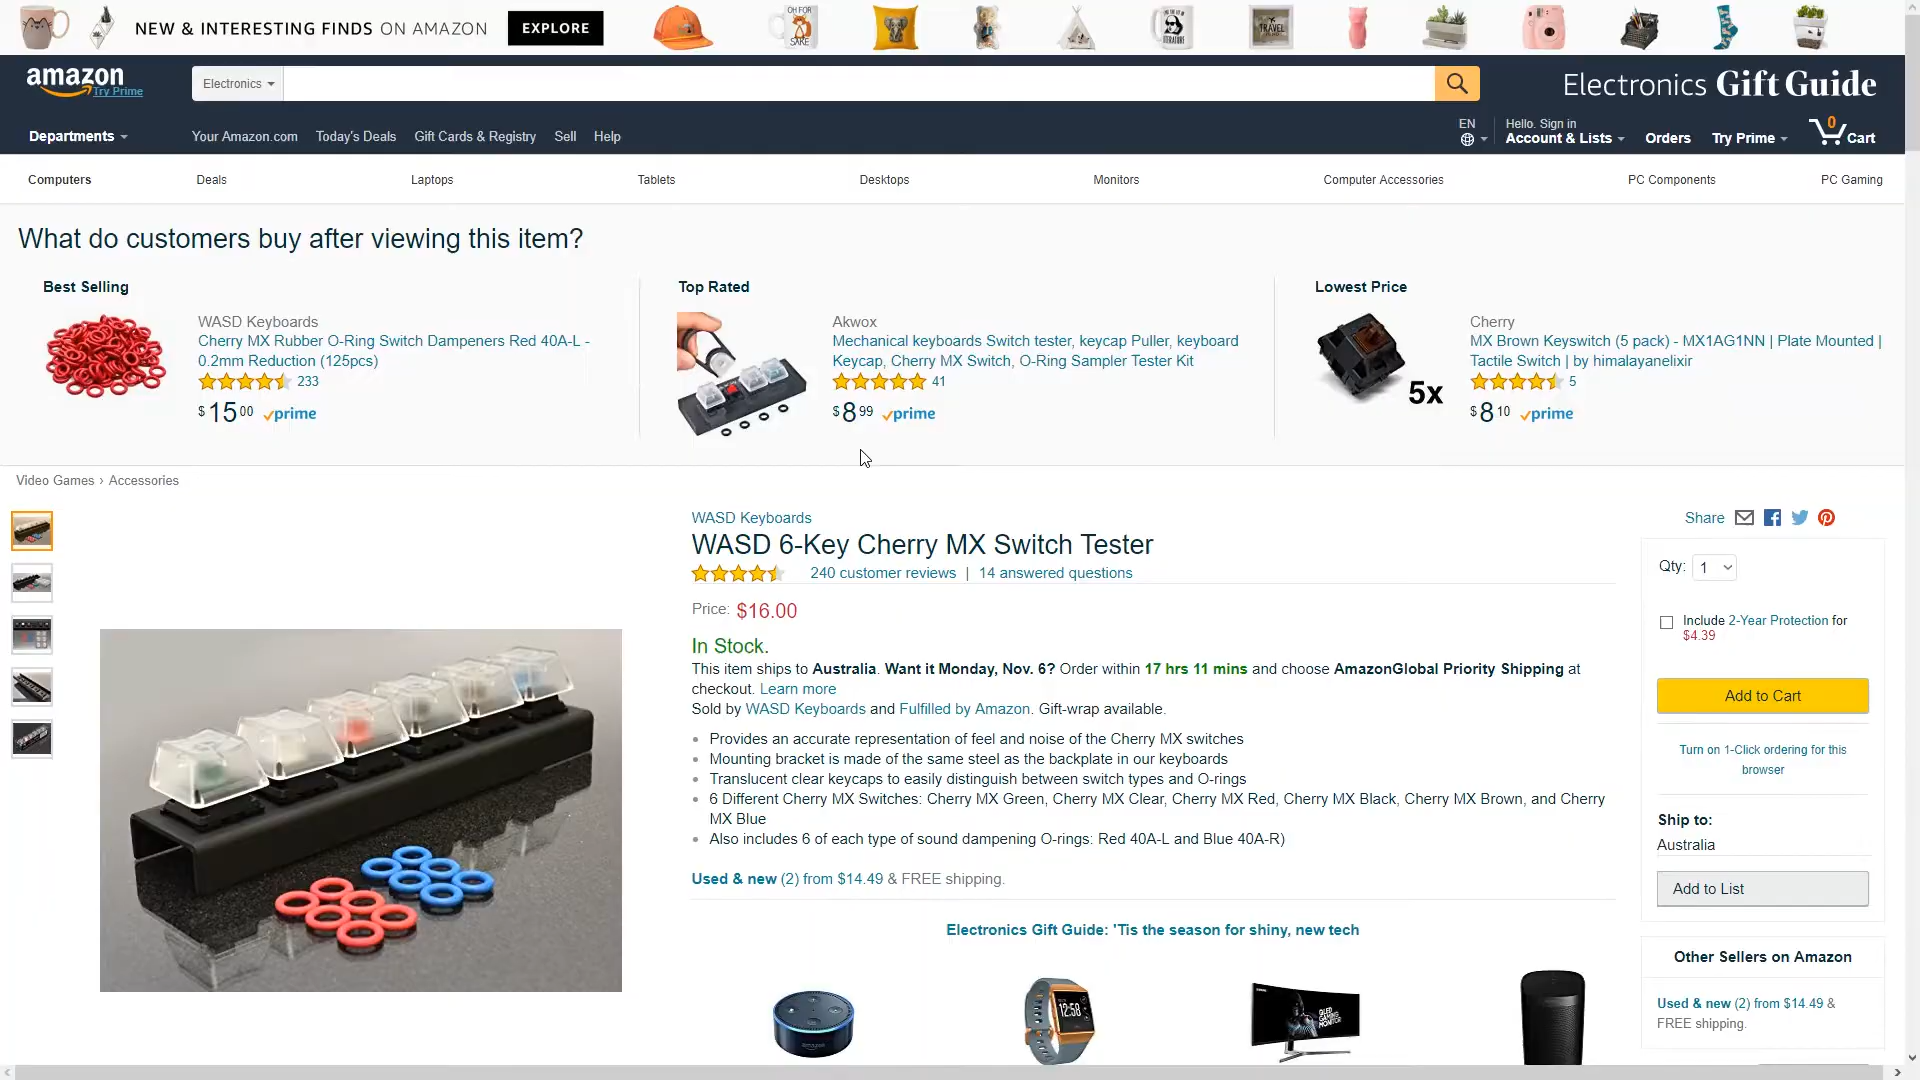 NEW & INTERESTING FINDS ON AMAZON EXPLORE
OH FOR
SAKE
LITERATURE
TRAVEL
amazon
Try Prime
Electronics
Electronics Gift Guide
Departments
Your Amazon.com Today's Deals Gift Cards & Registry Sell Help
EN
Hello. Sign in
Account & Lists
Orders
Try Prime
0
Cart
Computers Deals Laptops Tablets Desktops Monitors Computer Accessories PC Components PC Gaming
What do customers buy after viewing this item?
Best Selling
WASD Keyboards
Cherry MX Rubber O-Ring Switch Dampeners Red 40A-L -
0.2mm Reduction (125pcs)
233
$15 00 prime
Top Rated
Akwox
Mechanical keyboards Switch tester, keycap Puller, keyboard
Keycap, Cherry MX Switch, O-Ring Sampler Tester Kit
41
$8 99 prime
Lowest Price
5x
Cherry
MX Brown Keyswitch (5 pack) - MX1AG1NN | Plate Mounted |
Tactile Switch | by himalayanelixir
5
$8 10 prime
Video Games › Accessories
WASD Keyboards
WASD 6-Key Cherry MX Switch Tester
240 customer reviews | 14 answered questions
Price: $16.00
In Stock.
This item ships to Australia. Want it Monday, Nov. 6? Order within 17 hrs 11 mins and choose AmazonGlobal Priority Shipping at
checkout. Learn more
Sold by WASD Keyboards and Fulfilled by Amazon. Gift-wrap available.
Provides an accurate representation of feel and noise of the Cherry MX switches
Mounting bracket is made of the same steel as the backplate in our keyboards
Translucent clear keycaps to easily distinguish between switch types and O-rings
6 Different Cherry MX Switches: Cherry MX Green, Cherry MX Clear, Cherry MX Red, Cherry MX Black, Cherry MX Brown, and Cherry
MX Blue
Also includes 6 of each type of sound dampening O-rings: Red 40A-L and Blue 40A-R)
Used & new (2) from $14.49 & FREE shipping.
Electronics Gift Guide: 'Tis the season for shiny, new tech
12:58
QLED
GAMING
MONITOR
Share
Qty: 1
Include 2-Year Protection for
$4.39
Add to Cart
Turn on 1-Click ordering for this
browser
Ship to:
Australia
Add to List
Other Sellers on Amazon
Used & new (2) from $14.49 &
FREE shipping.